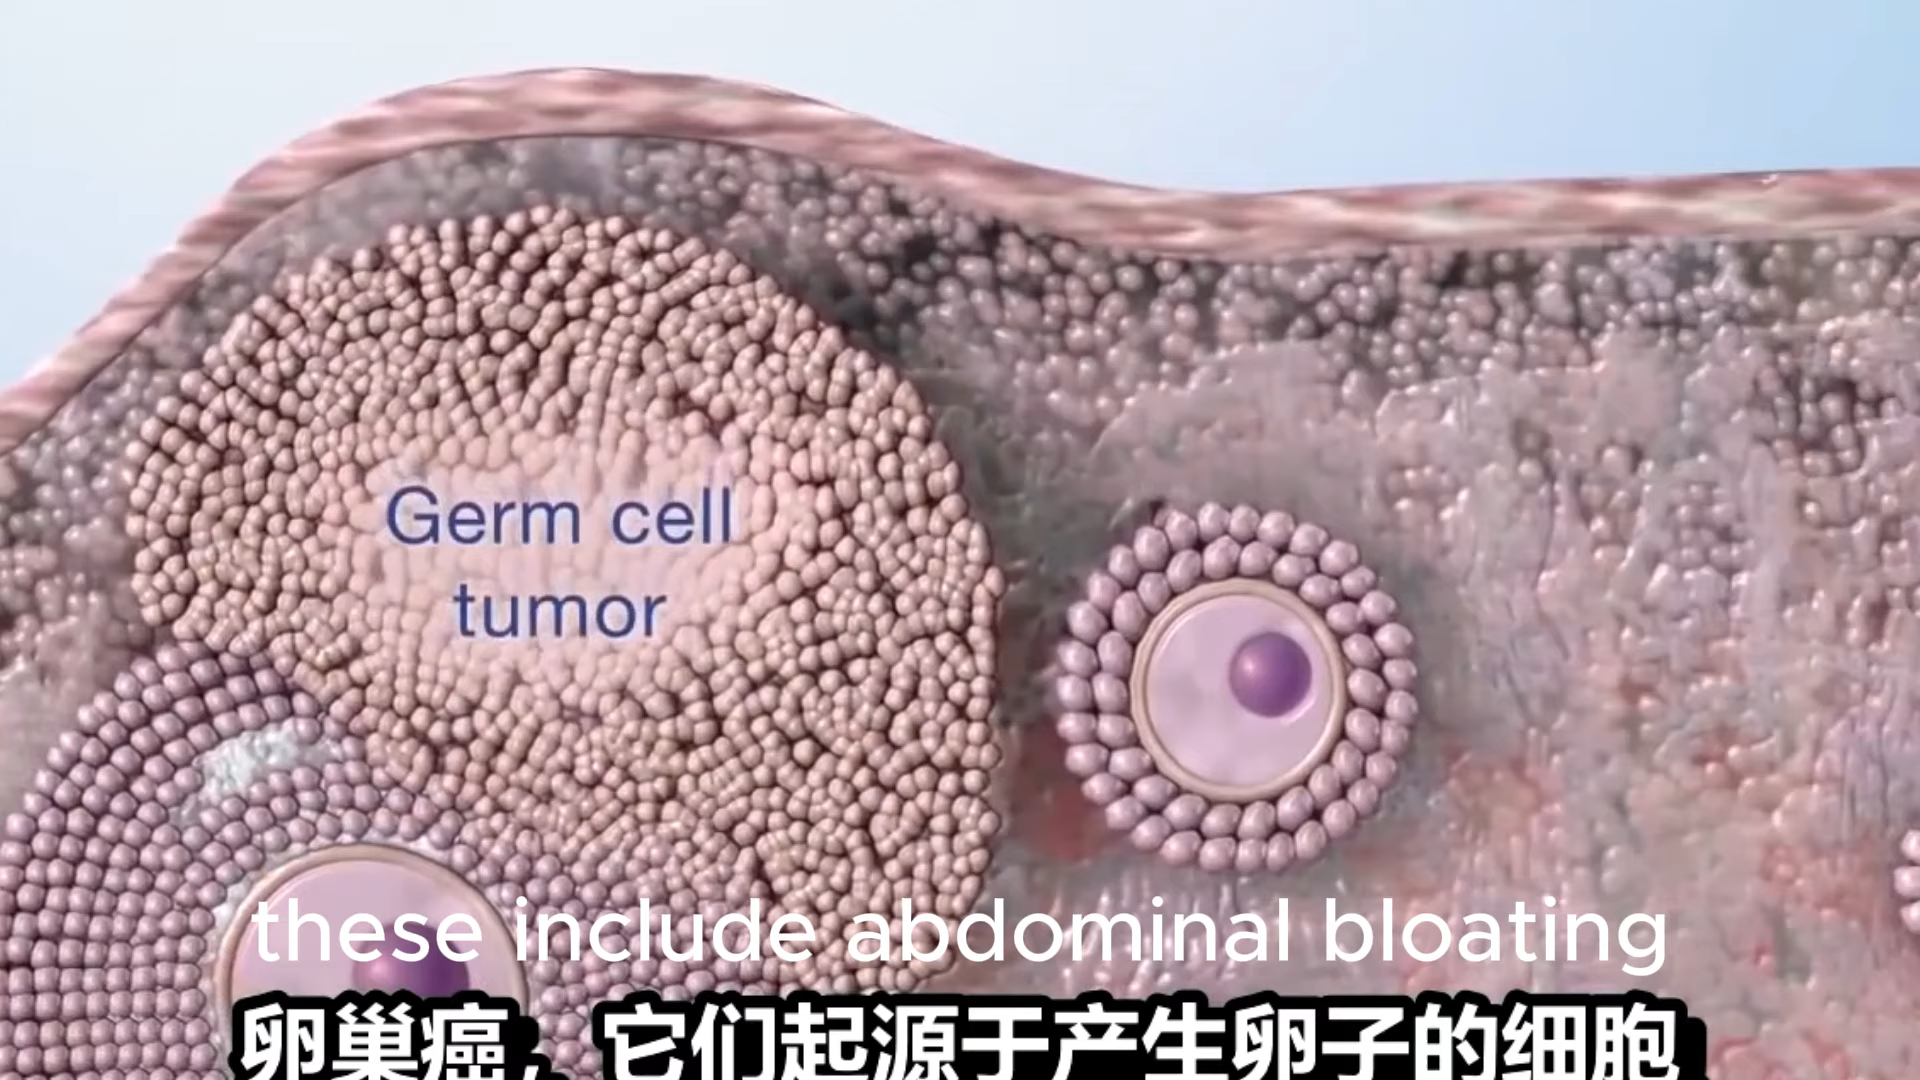 Germ cell
tumor
these include abdominal bloating
卵巢癌，它们起源于产生卵子的细胞